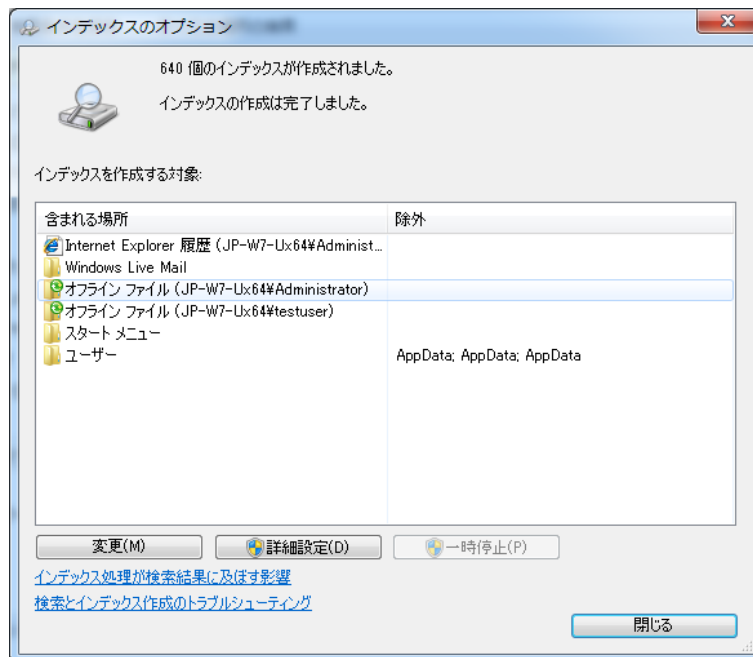 インデックスのオプション
640 個のインデックスが作成されました。
インデックスの作成は完了しました。
インデックスを作成する対象:
含まれる場所 除外
Internet Explorer 履歴 (JP-W7-Ux64¥Administ...
Windows Live Mail
オフライン ファイル (JP-W7-Ux64¥Administrator)
オフライン ファイル (JP-W7-Ux64¥testuser)
スタート メニュー
ユーザー AppData; AppData; AppData
変更(M) 詳細設定(D) 一時停止(P)
インデックス処理が検索結果に及ぼす影響
検索とインデックス作成のトラブルシューティング
閉じる